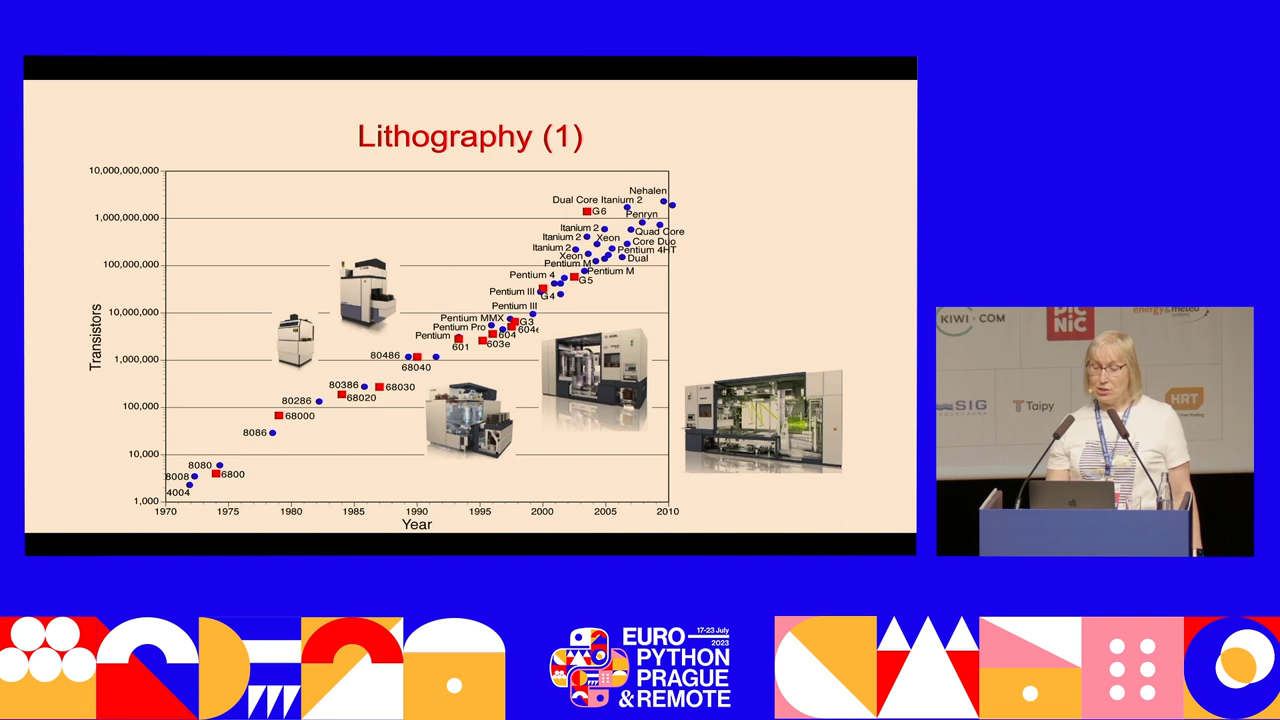 Lithography (1)
10,000,000,000
1,000,000,000
100,000,000
10,000,000
1,000,000
100,000
10,000
1,000
Transistors
1970
1975
1980
1985
1990
1995
2000
2005
2010
Year
Nehalen
Dual Core Itanium 2
G6
Penryn
Itanium 2
Quad Core
Itanium 2
Xeon
Core Duo
Itanium 2
Pentium 4HT
Xeon
Dual
Pentium M
Pentium M
Pentium 4
G5
Pentium III
G4
Pentium III
Pentium MMX
G3
Pentium Pro
604e
Pentium
604
601
603e
80486
68040
80386
68030
68020
80286
68000
8086
8080
6800
8008
4004
KIWI.COM
PIC
NIC
energy & meteo
systems
SIG
Taipy
HRT
EURO
17-23 July
2023
PYTHON
PRAGUE
& REMOTE